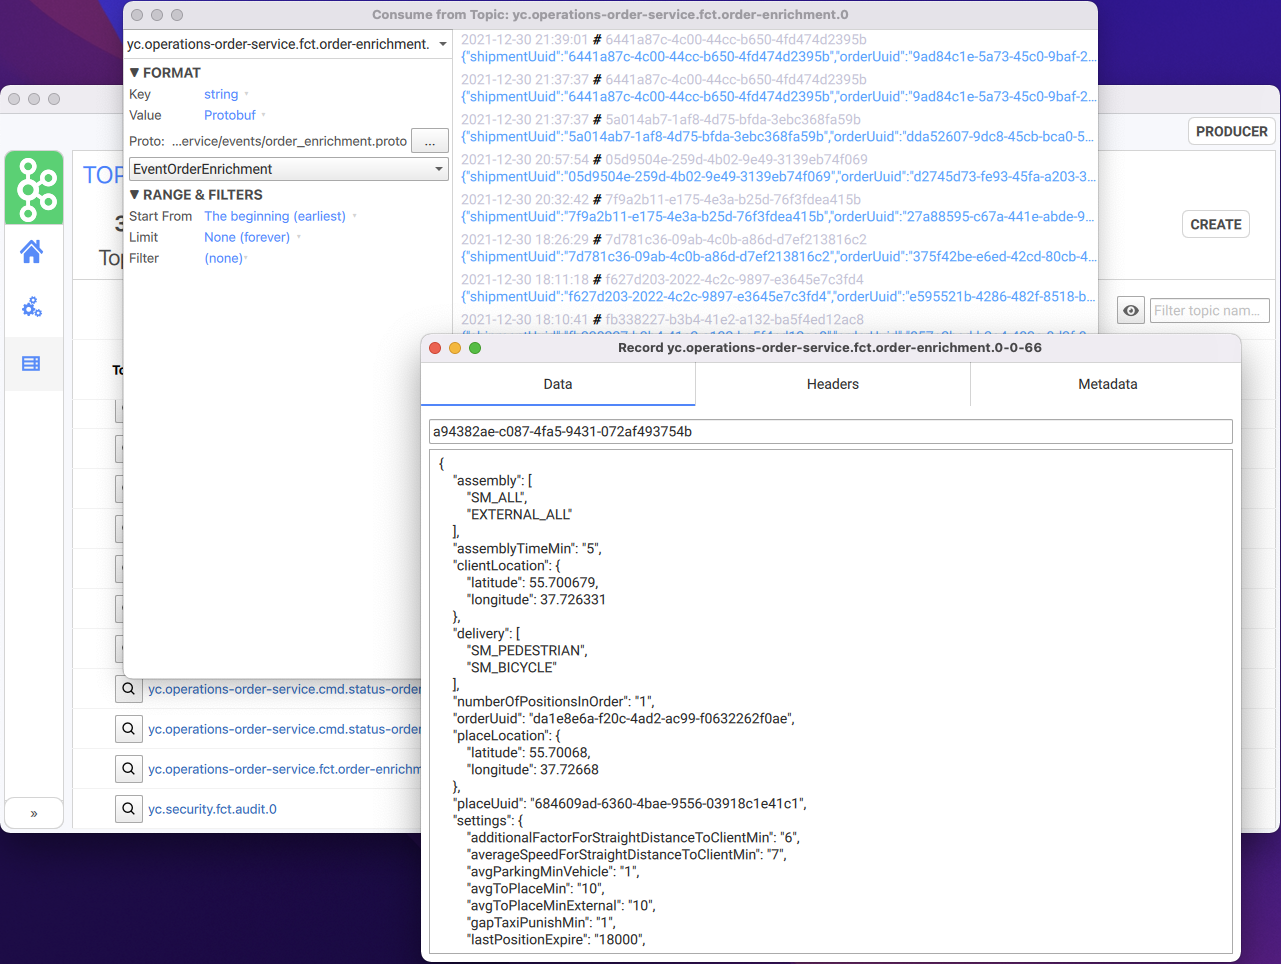 Consume from Topic: yc.operations-order-service.fct.order-enrichment.0
yc.operations-order-service.fct.order-enrichment.
▼ FORMAT
Key string
Value Protobuf
Proto: ...ervice/events/order_enrichment.proto ...
EventOrderEnrichment
▼ RANGE & FILTERS
Start From The beginning (earliest)
Limit None (forever)
Filter (none)
2021-12-30 21:39:01 # 6441a87c-4c00-44cc-b650-4fd474d2395b
{"shipmentUuid":"6441a87c-4c00-44cc-b650-4fd474d2395b","orderUuid":"9ad84c1e-5a73-45c0-9baf-2...
2021-12-30 21:37:37 # 6441a87c-4c00-44cc-b650-4fd474d2395b
{"shipmentUuid":"6441a87c-4c00-44cc-b650-4fd474d2395b","orderUuid":"9ad84c1e-5a73-45c0-9baf-2...
2021-12-30 21:37:37 # 5a014ab7-1af8-4d75-bfda-3ebc368fa59b
{"shipmentUuid":"5a014ab7-1af8-4d75-bfda-3ebc368fa59b","orderUuid":"dda52607-9dc8-45cb-bca0-5...
2021-12-30 20:57:54 # 05d9504e-259d-4b02-9e49-3139eb74f069
{"shipmentUuid":"05d9504e-259d-4b02-9e49-3139eb74f069","orderUuid":"d2745d73-fe93-45fa-a203-3...
2021-12-30 20:32:42 # 7f9a2b11-e175-4e3a-b25d-76f3fdea415b
{"shipmentUuid":"7f9a2b11-e175-4e3a-b25d-76f3fdea415b","orderUuid":"27a88595-c67a-441e-abde-9...
2021-12-30 18:26:29 # 7d781c36-09ab-4c0b-a86d-d7ef213816c2
{"shipmentUuid":"7d781c36-09ab-4c0b-a86d-d7ef213816c2","orderUuid":"375f42be-e6ed-42cd-80cb-4...
2021-12-30 18:11:18 # f627d203-2022-4c2c-9897-e3645e7c3fd4
{"shipmentUuid":"f627d203-2022-4c2c-9897-e3645e7c3fd4","orderUuid":"e595521b-4286-482f-8518-b...
2021-12-30 18:10:41 # fb338227-b3b4-41e2-a132-ba5f4ed12ac8
PRODUCER
TOP
3
CREATE
Top
Filter topic nam...
To
yc.operations-order-service.cmd.status-order
yc.operations-order-service.cmd.status-order
yc.operations-order-service.fct.order-enrichm
yc.security.fct.audit.0
»
Record yc.operations-order-service.fct.order-enrichment.0-0-66
Data Headers Metadata
a94382ae-c087-4fa5-9431-072af493754b
{
"assembly": [
"SM_ALL",
"EXTERNAL_ALL"
],
"assemblyTimeMin": "5",
"clientLocation": {
"latitude": 55.700679,
"longitude": 37.726331
},
"delivery": [
"SM_PEDESTRIAN",
"SM_BICYCLE"
],
"numberOfPositionsInOrder": "1",
"orderUuid": "da1e8e6a-f20c-4ad2-ac99-f0632262f0ae",
"placeLocation": {
"latitude": 55.70068,
"longitude": 37.72668
},
"placeUuid": "684609ad-6360-4bae-9556-03918c1e41c1",
"settings": {
"additionalFactorForStraightDistanceToClientMin": "6",
"averageSpeedForStraightDistanceToClientMin": "7",
"avgParkingMinVehicle": "1",
"avgToPlaceMin": "10",
"avgToPlaceMinExternal": "10",
"gapTaxiPunishMin": "1",
"lastPositionExpire": "18000",